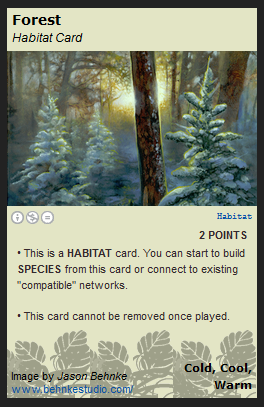 Forest
Habitat Card
Habitat
2 POINTS
• This is a HABITAT card. You can start to build
SPECIES from this card or connect to existing
"compatible" networks.
• This card cannot be removed once played.
Cold, Cool,
Warm
Image by Jason Behnke
www.behnkestudio.com/